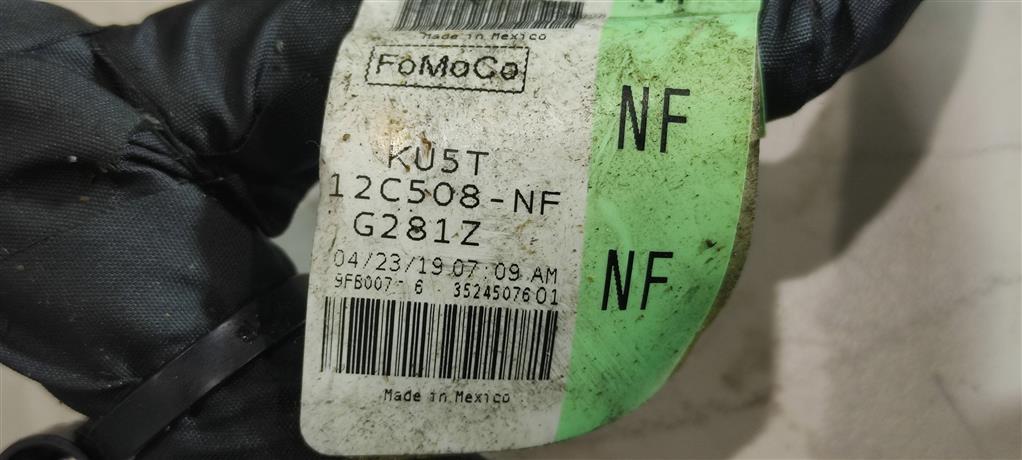 Made in Mexico
FoMoCo
NF
KU5T
12C508-NF
G281Z
NF
04/23/19 07:09 AM
9FB007 6 3524507601
Made in Mexico